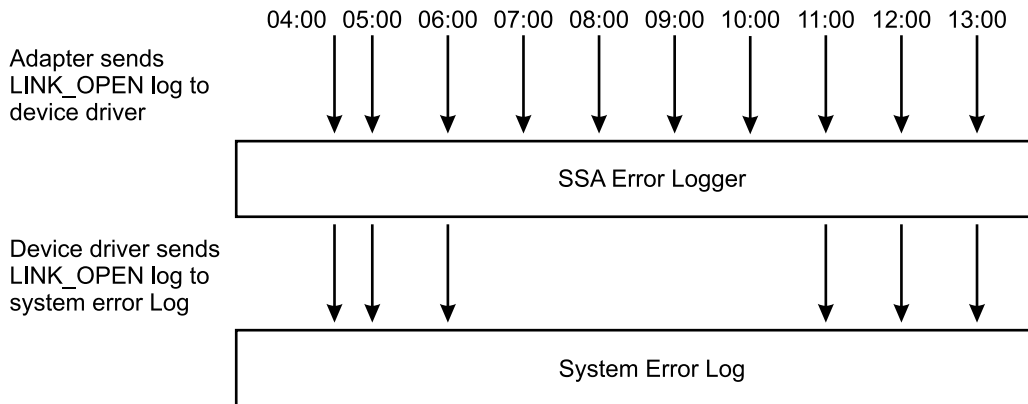 04:00 05:00 06:00 07:00 08:00 09:00 10:00 11:00 12:00 13:00
Adapter sends
LINK_OPEN log to
device driver
SSA Error Logger
Device driver sends
LINK_OPEN log to
system error Log
System Error Log